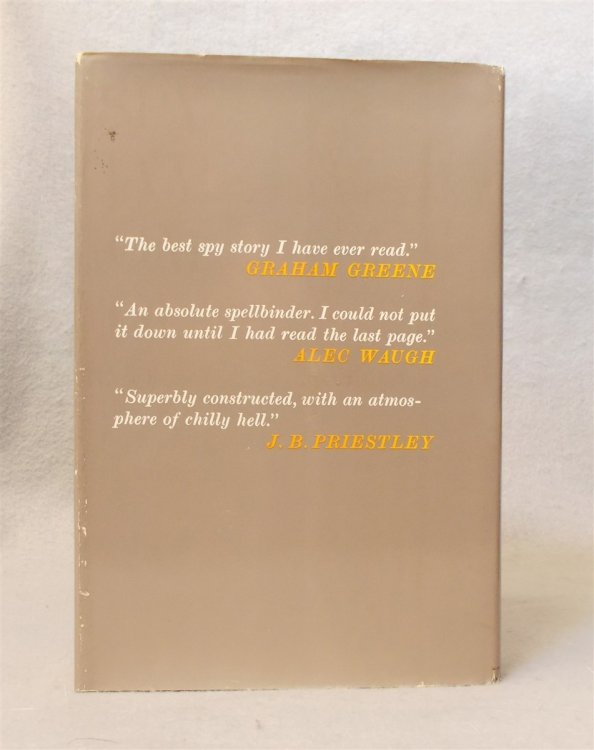 “The best spy story I have ever read.”
GRAHAM GREENE
“An absolute spellbinder. I could not put
it down until I had read the last page.”
ALEC WAUGH
“Superbly constructed, with an atmos-
phere of chilly hell.”
J. B. PRIESTLEY